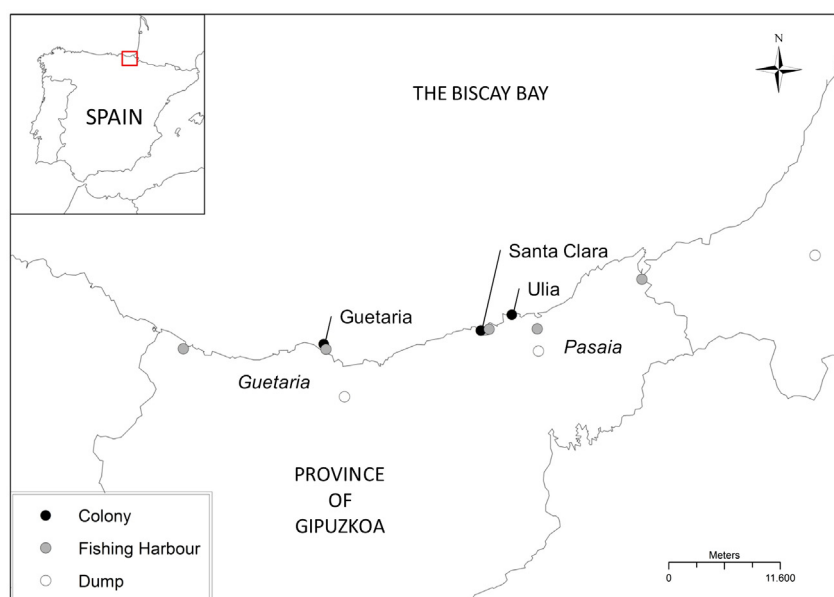 N
THE BISCAY BAY
SPAIN
Santa Clara
Ulia
Guetaria
Pasaia
Guetaria
PROVINCE
OF
GIPUZKOA
Colony
Fishing Harbour
Dump
Meters
0 11.600